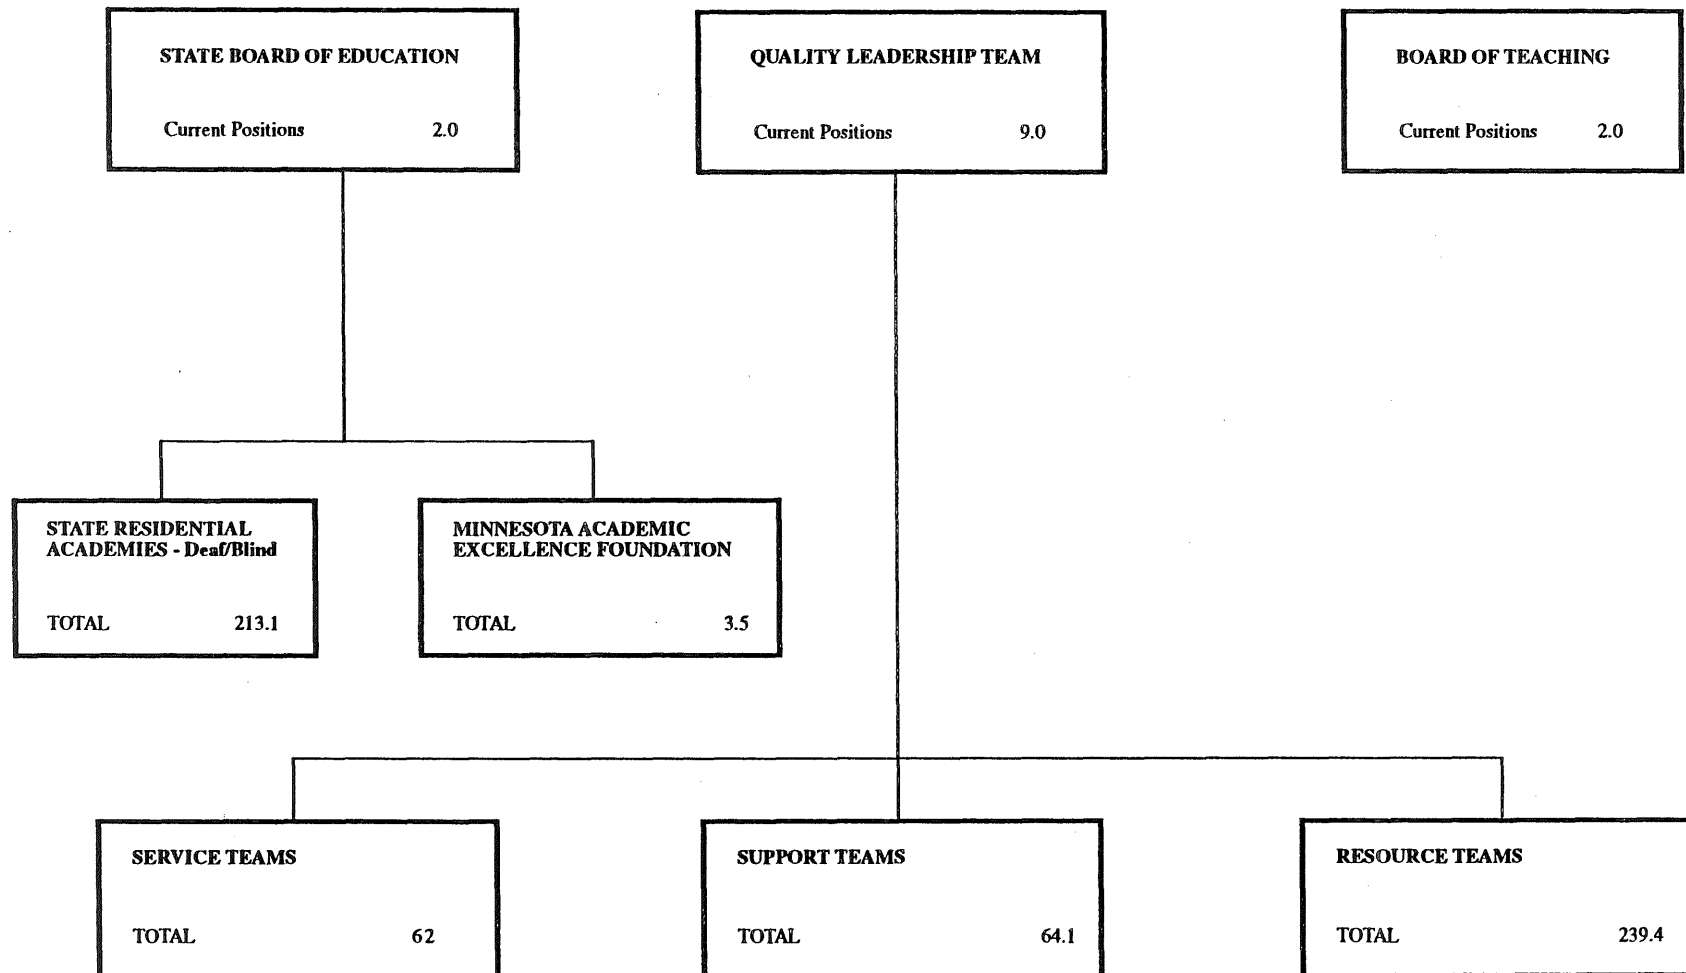 STATE BOARD OF EDUCATION
Current Positions 2.0
QUALITY LEADERSHIP TEAM
Current Positions 9.0
BOARD OF TEACHING
Current Positions 2.0
STATE RESIDENTIAL
ACADEMIES - Deaf/Blind
TOTAL 213.1
MINNESOTA ACADEMIC
EXCELLENCE FOUNDATION
TOTAL 3.5
SERVICE TEAMS
TOTAL 62
SUPPORT TEAMS
TOTAL 64.1
RESOURCE TEAMS
TOTAL 239.4